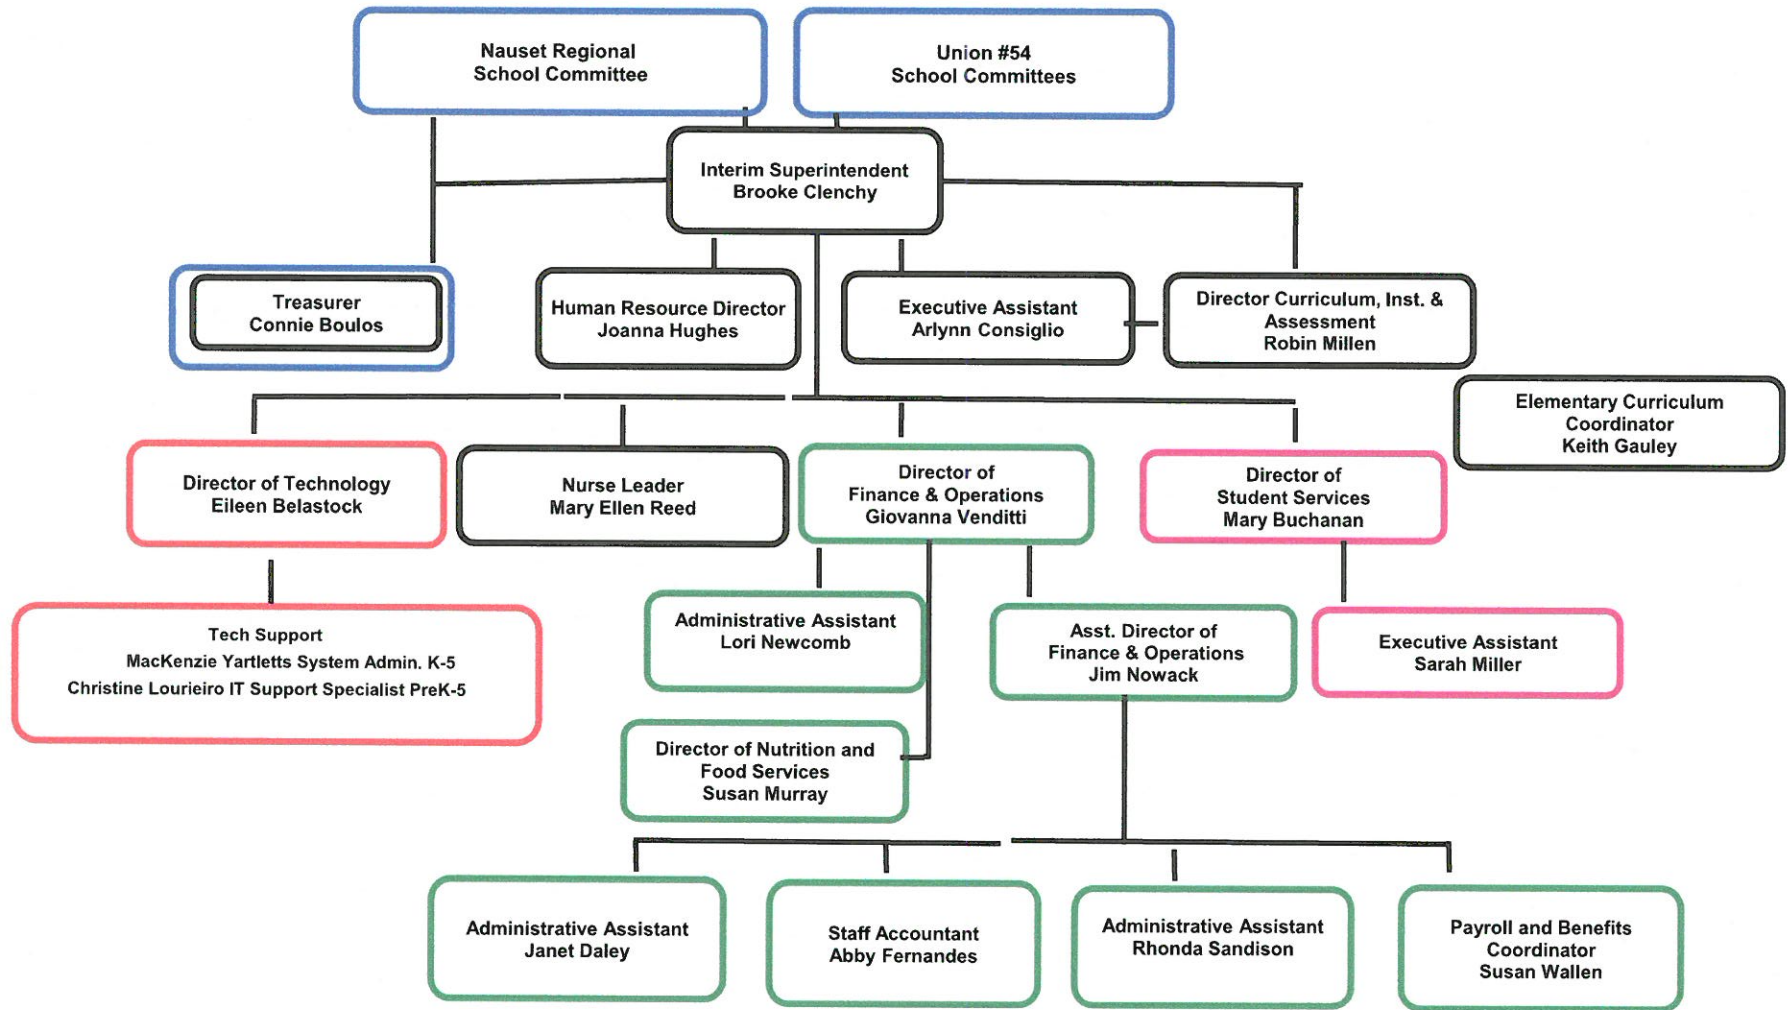 Nauset Regional
School Committee
Union #54
School Committees
Interim Superintendent
Brooke Clenchy
Treasurer
Connie Boulos
Human Resource Director
Joanna Hughes
Executive Assistant
Arlynn Consiglio
Director Curriculum, Inst. &
Assessment
Robin Millen
Elementary Curriculum
Coordinator
Keith Gauley
Director of Technology
Eileen Belastock
Nurse Leader
Mary Ellen Reed
Director of
Finance & Operations
Giovanna Venditti
Director of
Student Services
Mary Buchanan
Tech Support
MacKenzie Yartletts System Admin. K-5
Christine Lourieiro IT Support Specialist PreK-5
Administrative Assistant
Lori Newcomb
Asst. Director of
Finance & Operations
Jim Nowack
Executive Assistant
Sarah Miller
Director of Nutrition and
Food Services
Susan Murray
Administrative Assistant
Janet Daley
Staff Accountant
Abby Fernandes
Administrative Assistant
Rhonda Sandison
Payroll and Benefits
Coordinator
Susan Wallen